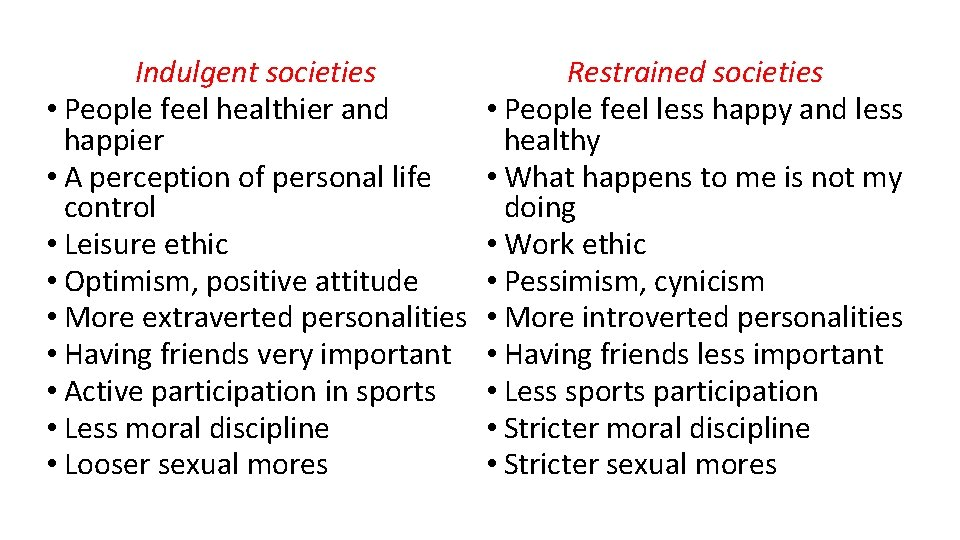 Indulgent societies
• People feel healthier and
happier
• A perception of personal life
control
• Leisure ethic
• Optimism, positive attitude
• More extraverted personalities
• Having friends very important
• Active participation in sports
• Less moral discipline
• Looser sexual mores
Restrained societies
• People feel less happy and less
healthy
• What happens to me is not my
doing
• Work ethic
• Pessimism, cynicism
• More introverted personalities
• Having friends less important
• Less sports participation
• Stricter moral discipline
• Stricter sexual mores